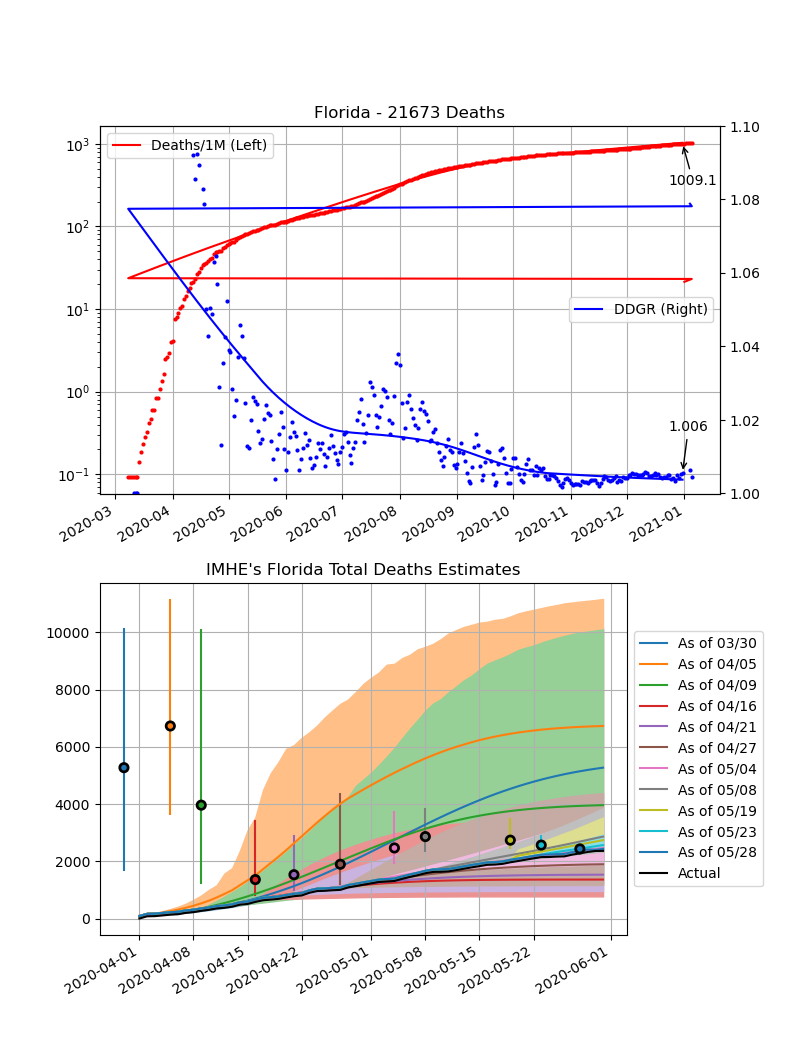 Florida - 21673 Deaths
Deaths/1M (Left)
DDGR (Right)
1009.1
1.006
10³
10²
10¹
10⁰
10⁻¹
1.10
1.08
1.06
1.04
1.02
1.00
2020-03
2020-04
2020-05
2020-06
2020-07
2020-08
2020-09
2020-10
2020-11
2020-12
2021-01
IMHE's Florida Total Deaths Estimates
10000
8000
6000
4000
2000
0
2020-04-01
2020-04-08
2020-04-15
2020-04-22
2020-05-01
2020-05-08
2020-05-15
2020-05-22
2020-06-01
As of 03/30
As of 04/05
As of 04/09
As of 04/16
As of 04/21
As of 04/27
As of 05/04
As of 05/08
As of 05/19
As of 05/23
As of 05/28
Actual